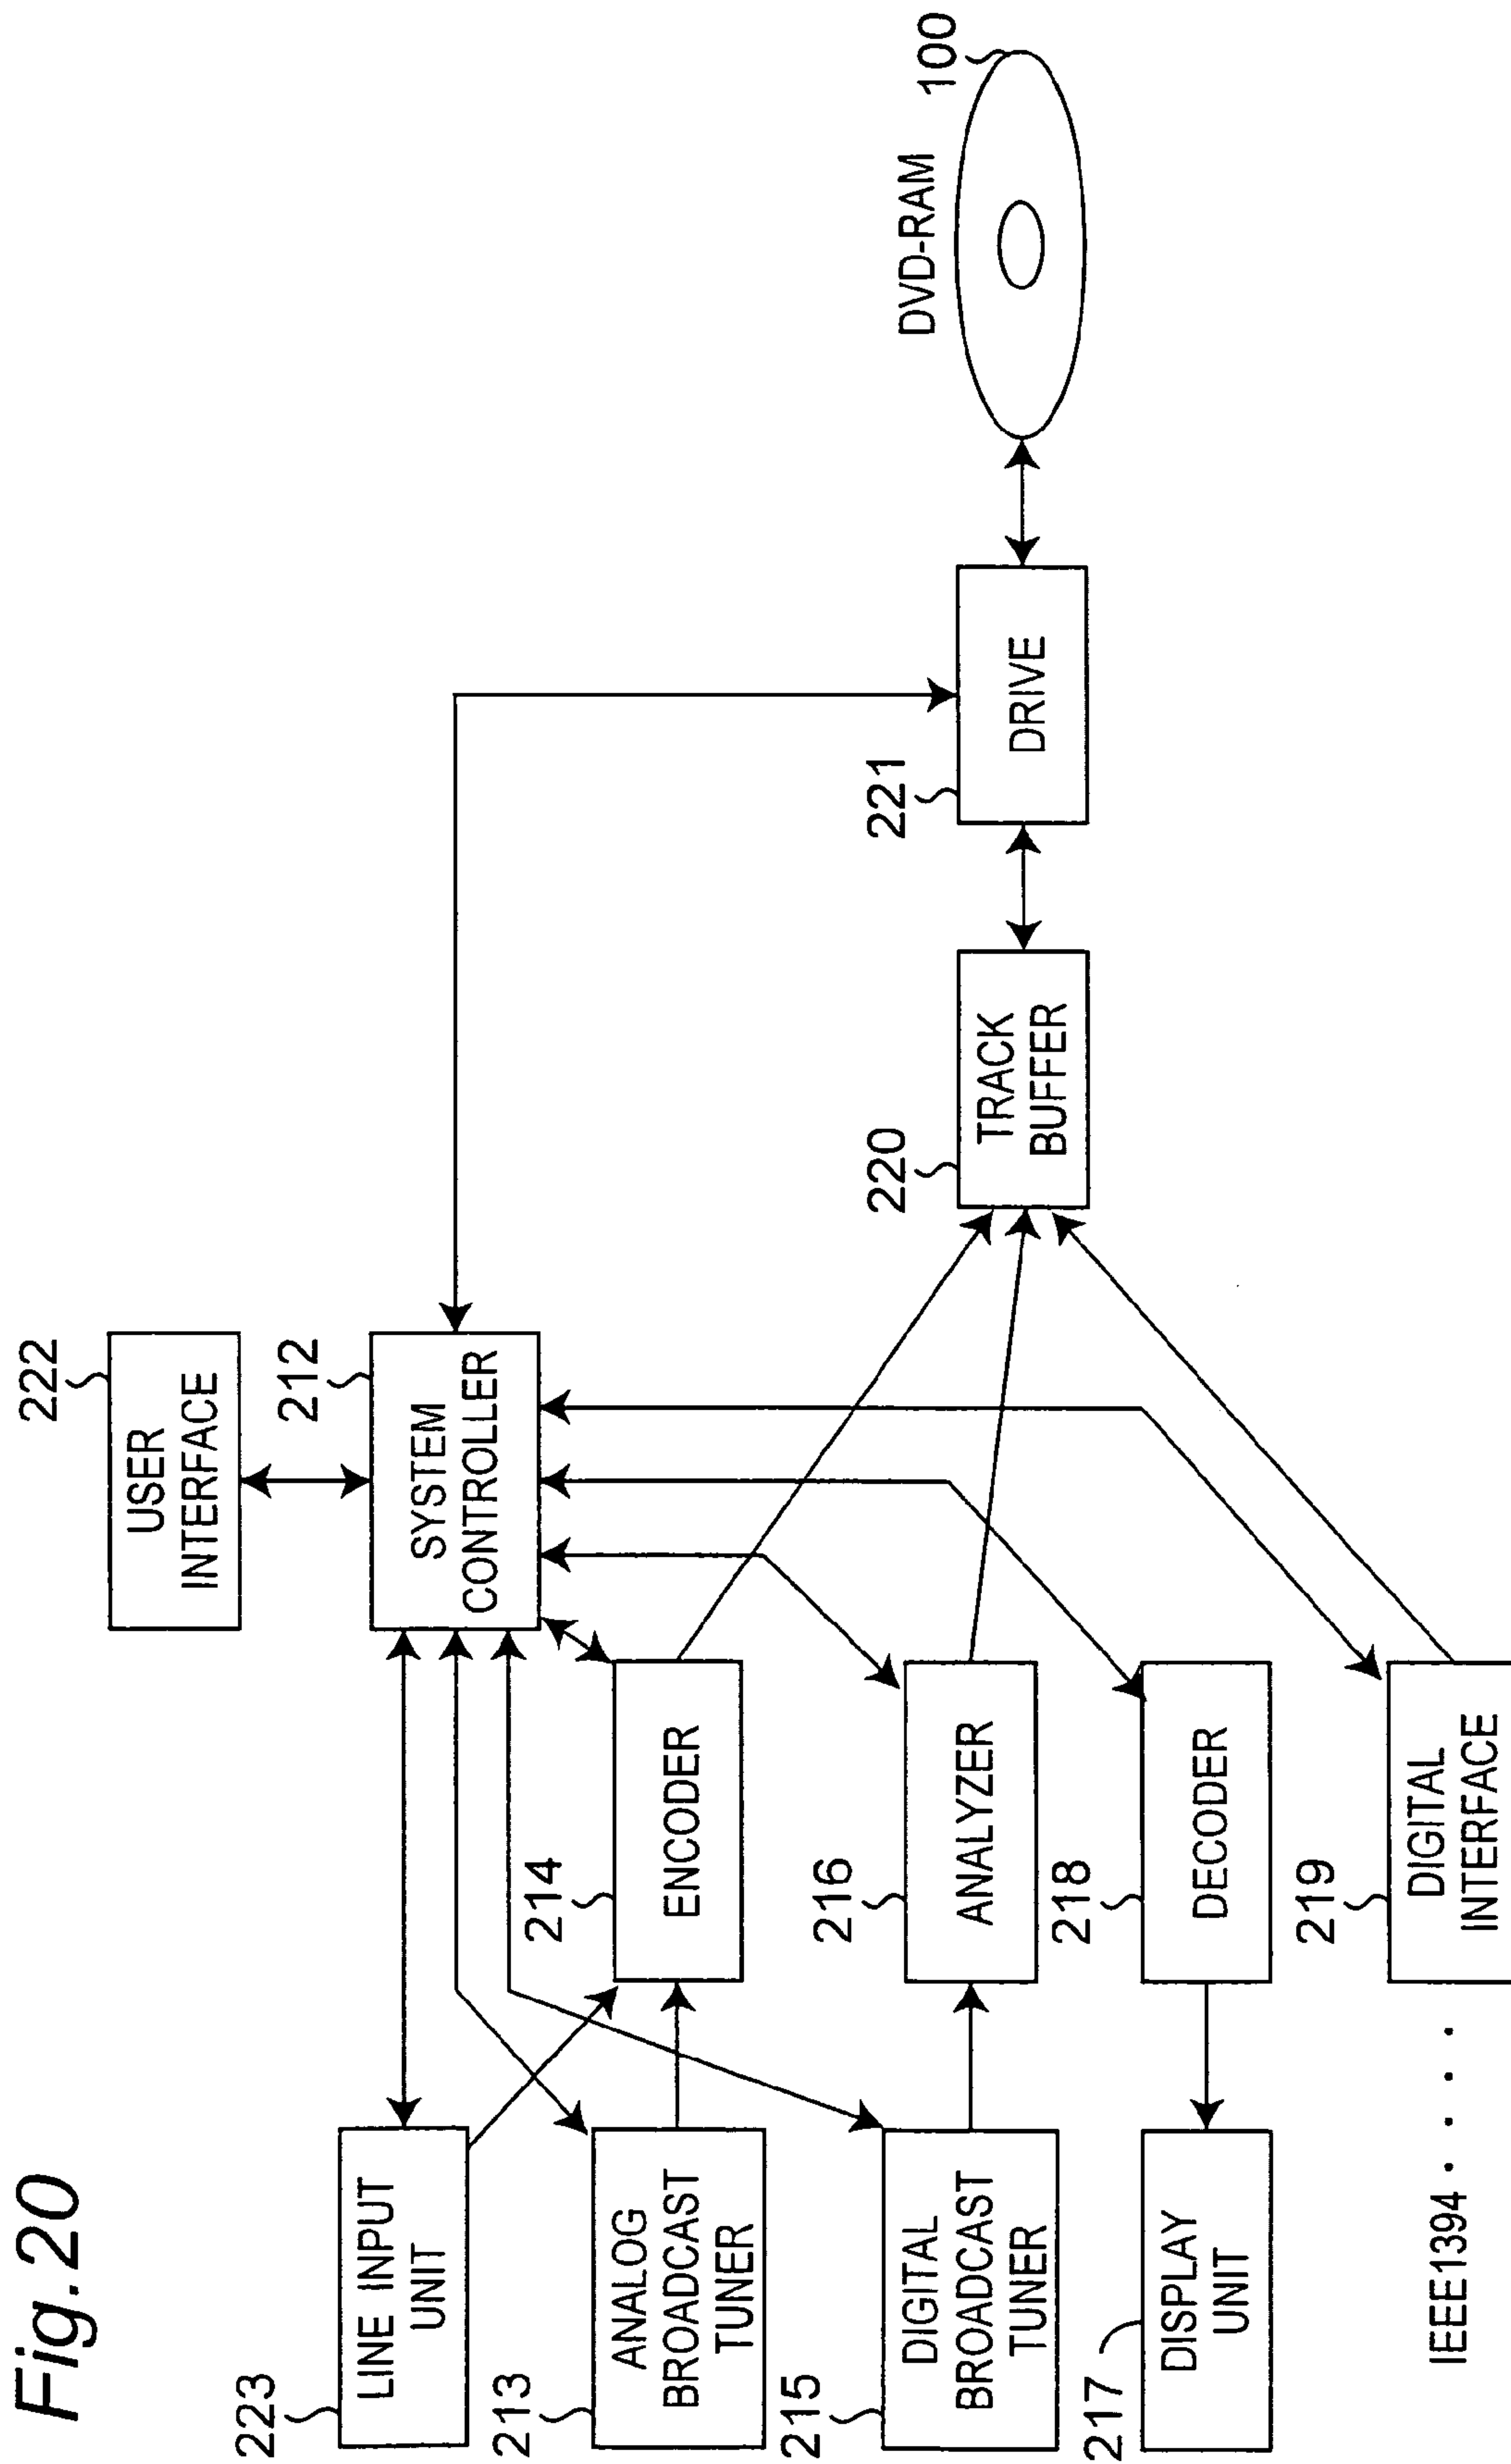 Fig.20
222
USER
INTERFACE
223
LINE INPUT
UNIT
212
SYSTEM
CONTROLLER
213
ANALOG
BROADCAST
TUNER
214
ENCODER
215
DIGITAL
BROADCAST
TUNER
216
ANALYZER
220
TRACK
BUFFER
221
DRIVE
DVD-RAM
100
217
DISPLAY
UNIT
218
DECODER
IEEE1394 . . . .
219
DIGITAL
INTERFACE